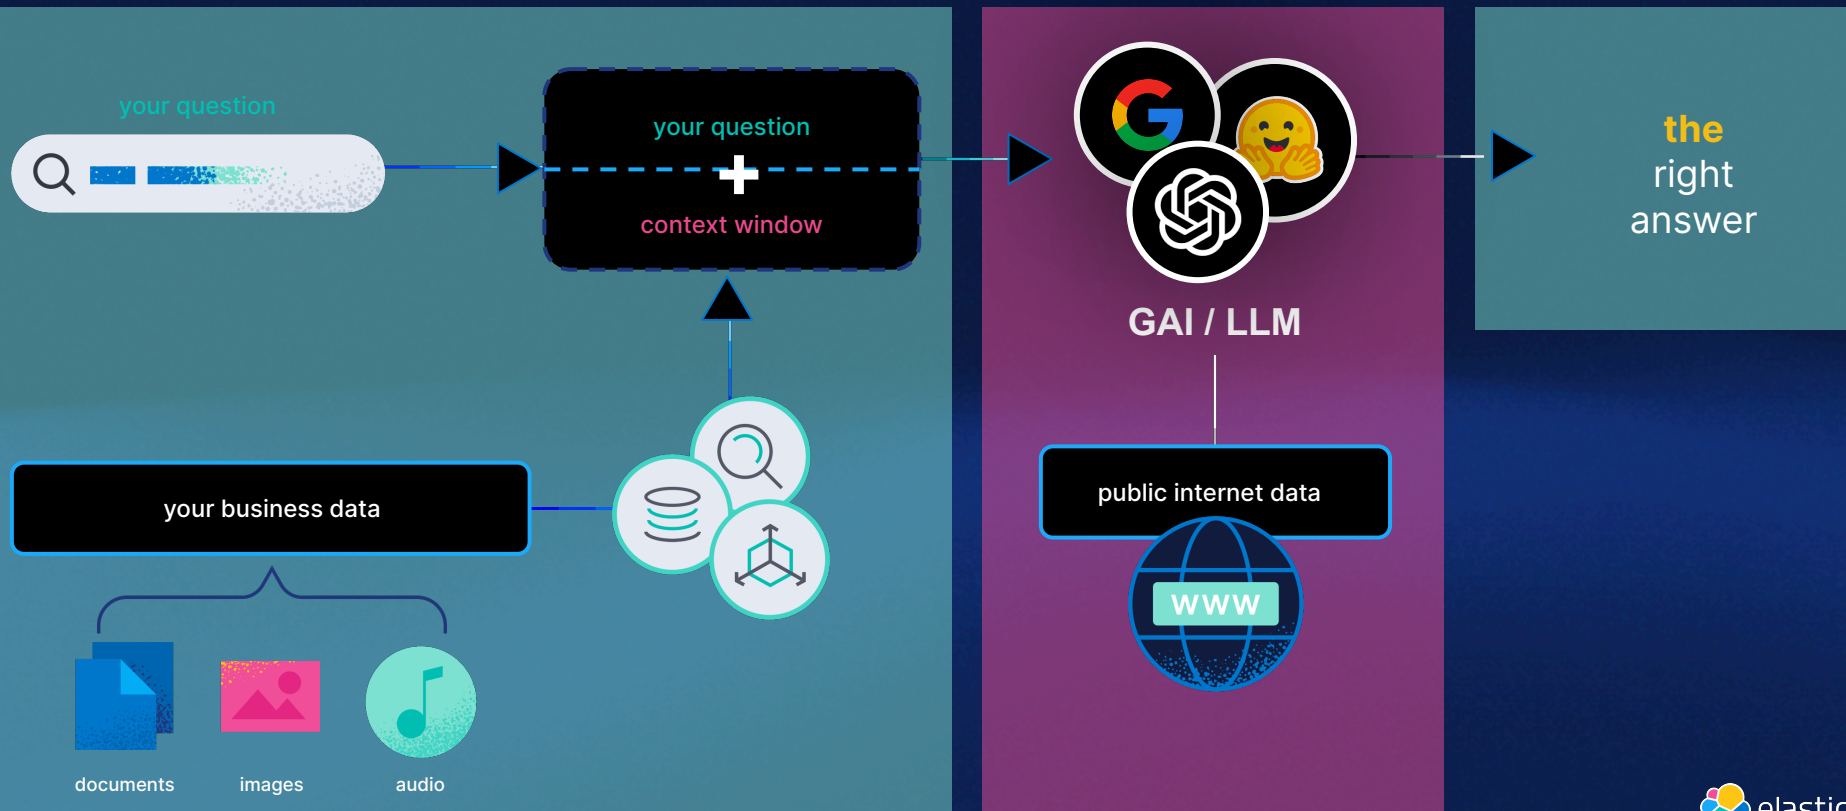 your question
your question
context window
GAI / LLM
the
right
answer
your business data
public internet data
WWW
documents
images
audio
elastic